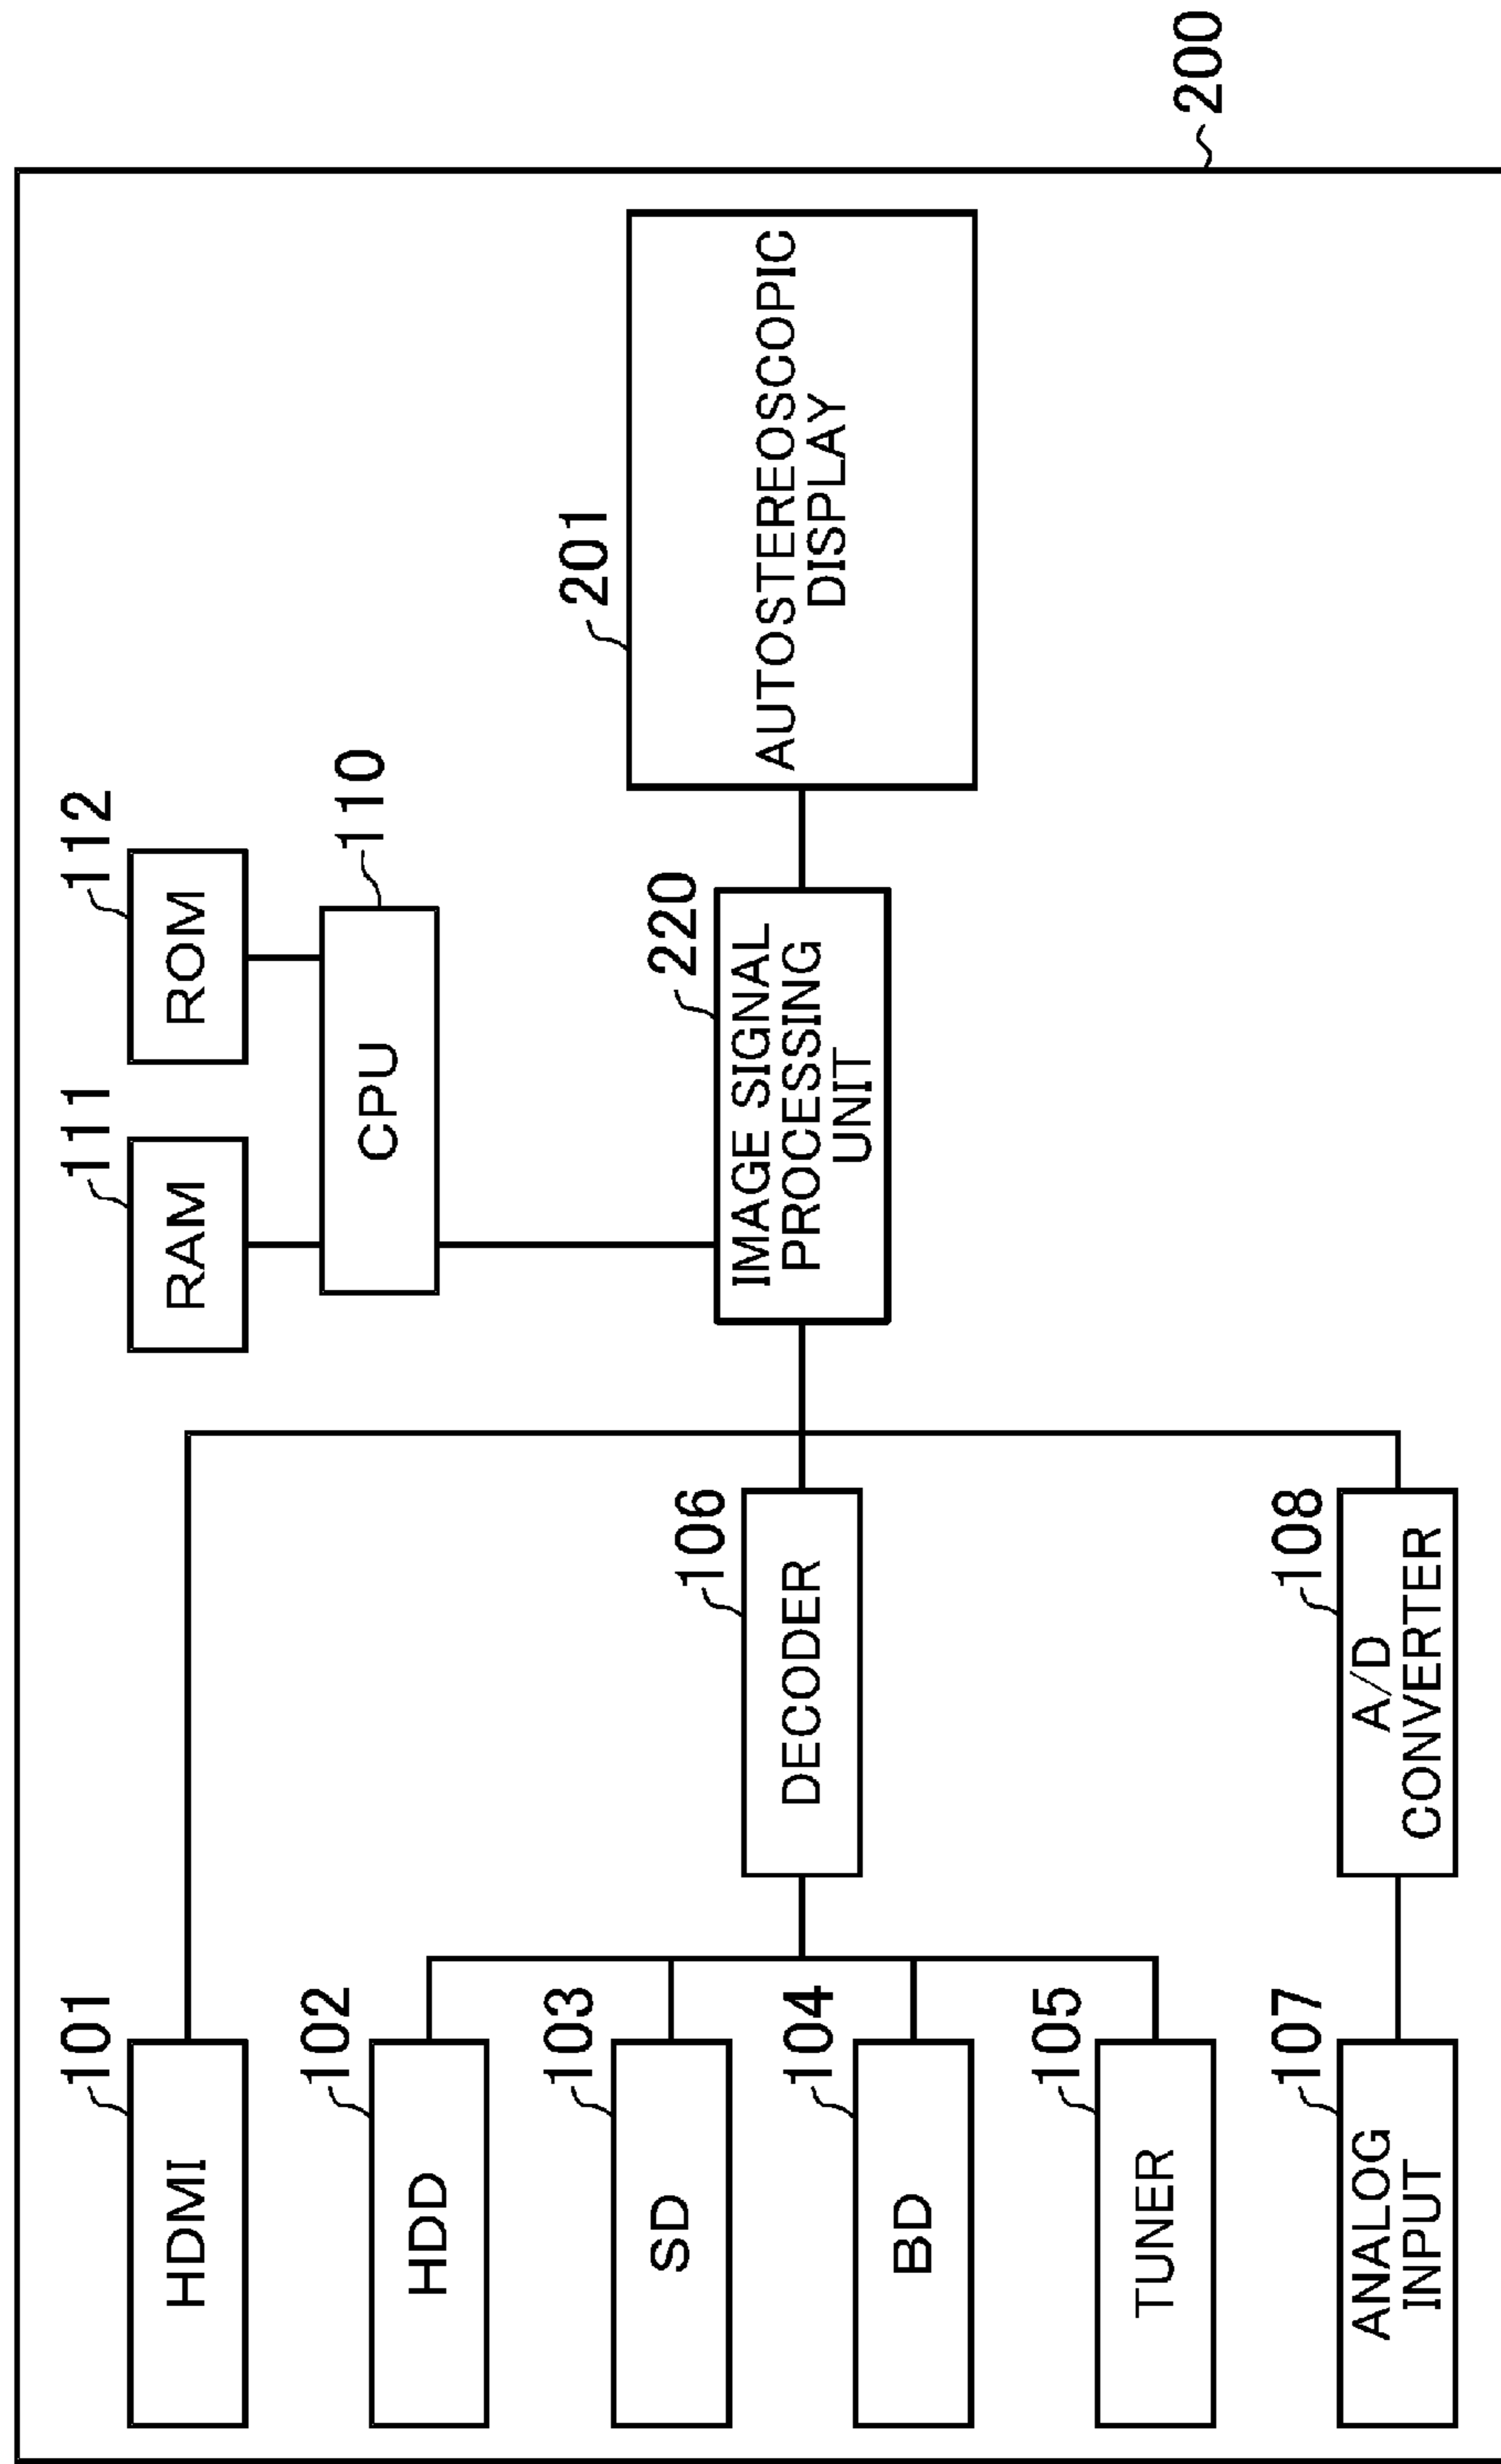 200
101
HDMI
102
HDD
103
SD
104
BD
105
TUNER
107
ANALOG
INPUT
106
DECODER
108
A/D
CONVERTER
111
RAM
112
ROM
110
CPU
220
IMAGE SIGNAL
PROCESSING
UNIT
201
AUTOSTEREOSCOPIC
DISPLAY